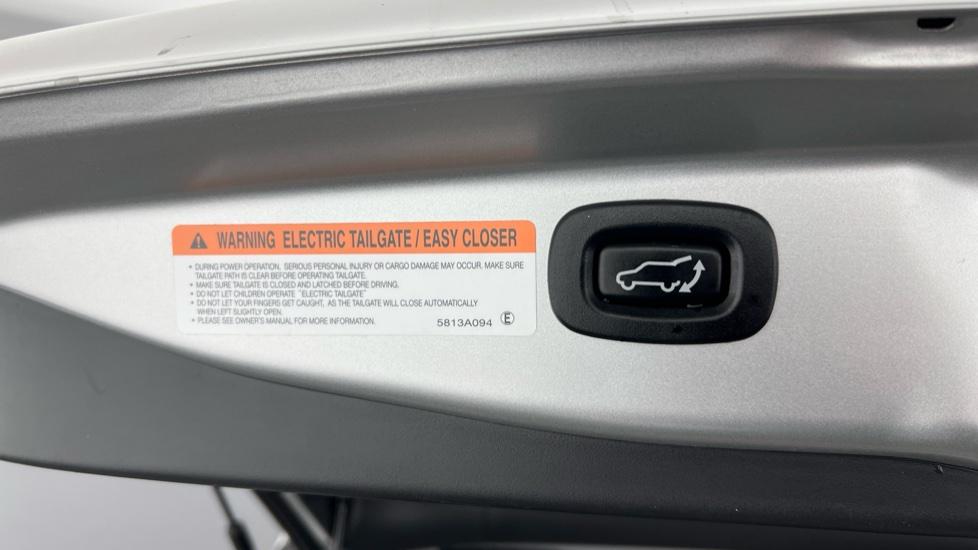 WARNING ELECTRIC TAILGATE / EASY CLOSER
• DURING POWER OPERATION, SERIOUS PERSONAL INJURY OR CARGO DAMAGE MAY OCCUR. MAKE SURE
TAILGATE PATH IS CLEAR BEFORE OPERATING TAILGATE.
• MAKE SURE TAILGATE IS CLOSED AND LATCHED BEFORE DRIVING.
• DO NOT LET CHILDREN OPERATE "ELECTRIC TAILGATE"
• DO NOT LET YOUR FINGERS GET CAUGHT, AS THE TAILGATE WILL CLOSE AUTOMATICALLY
WHEN LEFT SLIGHTLY OPEN.
• PLEASE SEE OWNER'S MANUAL FOR MORE INFORMATION.
5813A094 Ⓔ